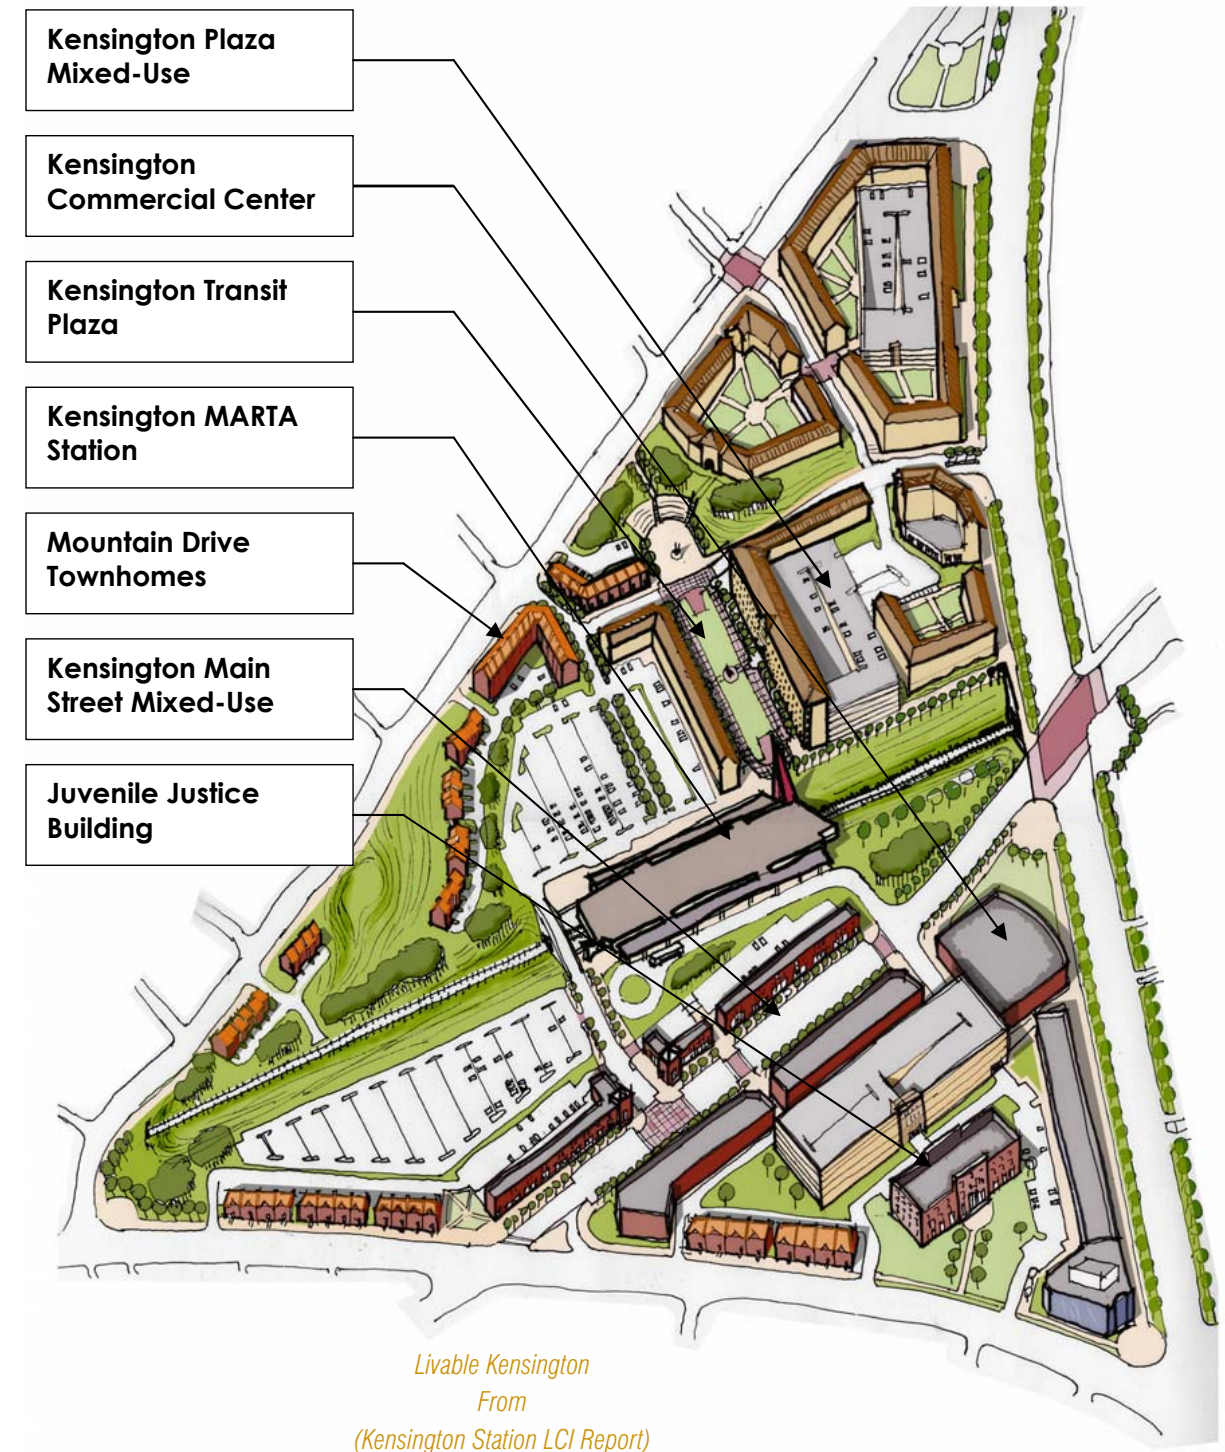 Kensington Plaza
Mixed-Use
Kensington
Commercial Center
Kensington Transit
Plaza
Kensington MARTA
Station
Mountain Drive
Townhomes
Kensington Main
Street Mixed-Use
Juvenile Justice
Building
Livable Kensington
From
(Kensington Station LCI Report)